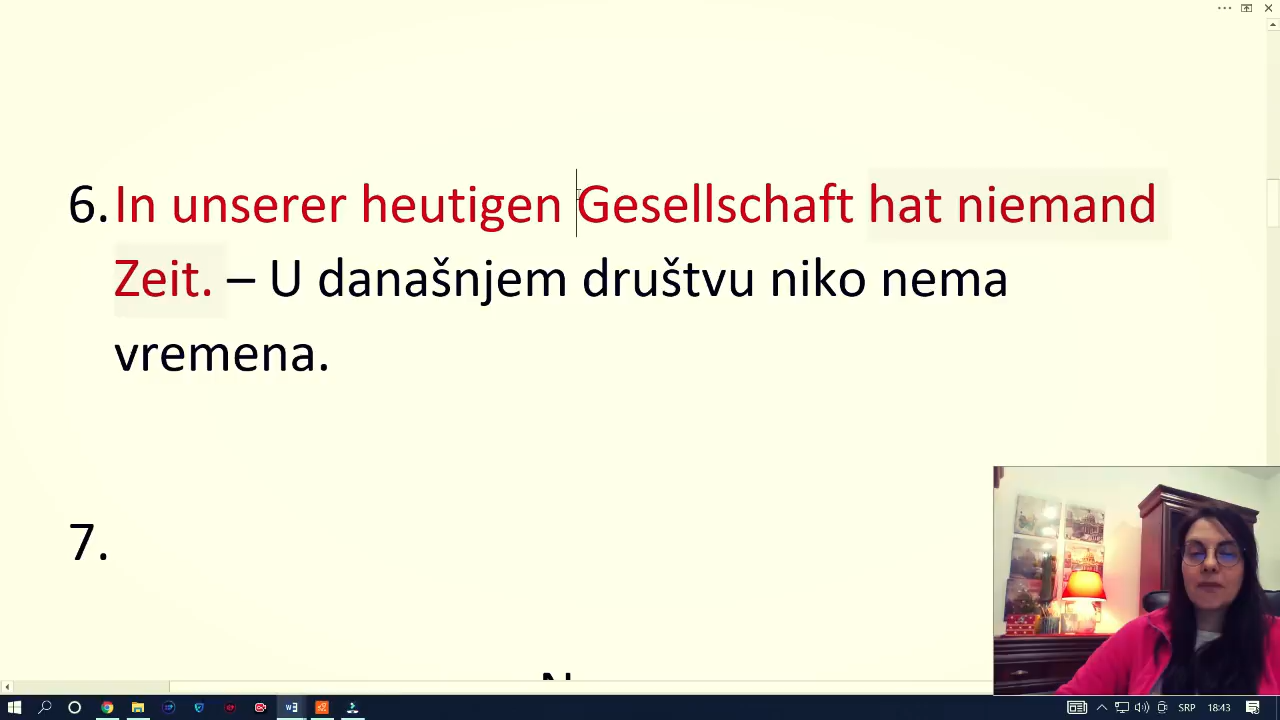 6. In unserer heutigen Gesellschaft hat niemand
Zeit. – U današnjem društvu niko nema
vremena.
7.
SRP 18:43